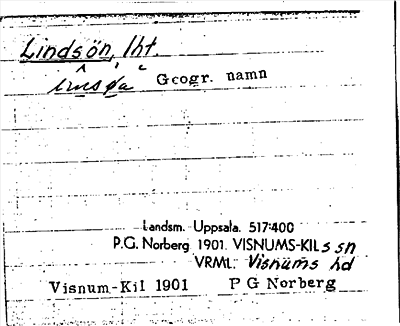 Lindsön, lht.
Geogr. namn
Landsm. Uppsala. 517:400
P.G. Norberg 1901. VISNUMS-KILs sn
VRML. Visnums hd
Visnum-Kil 1901 P G Norberg